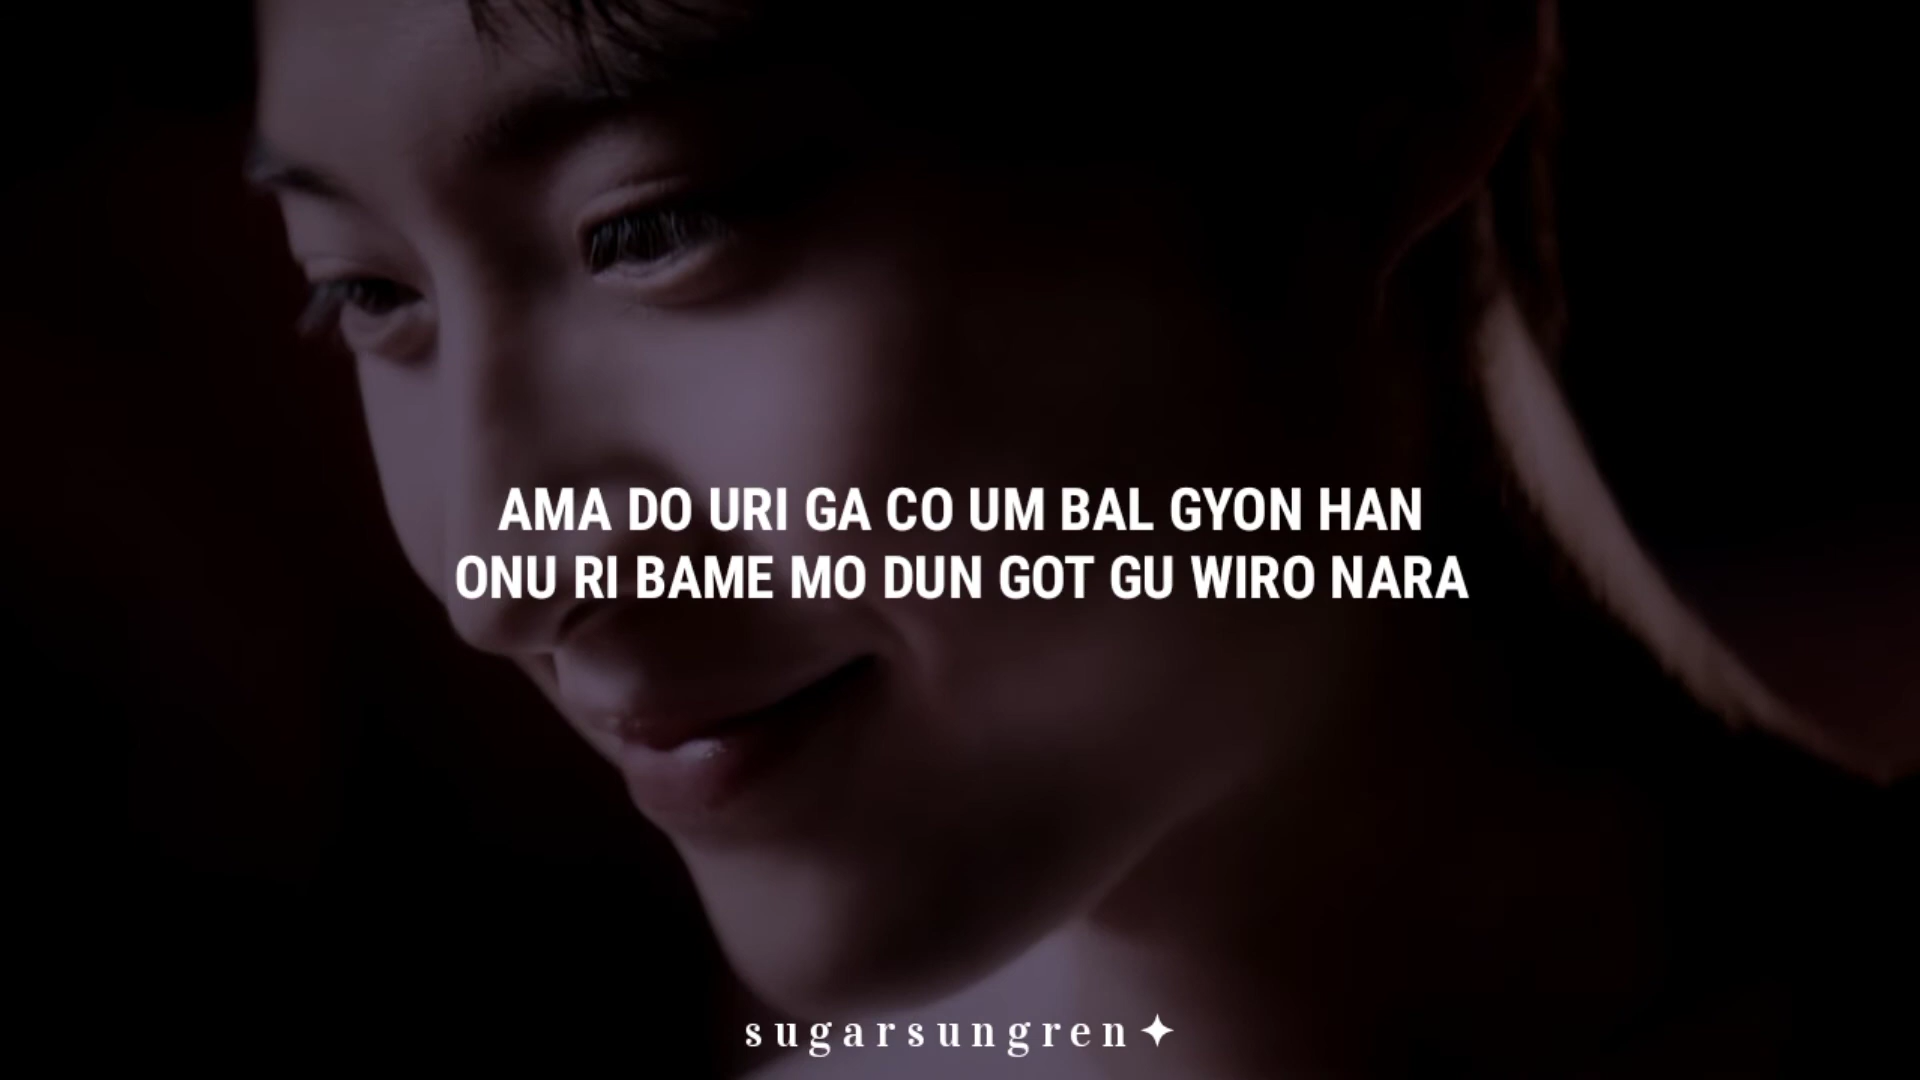 AMA DO URI GA CO UM BAL GYON HAN
ONU RI BAME MO DUN GOT GU WIRO NARA
sugarsungren✦